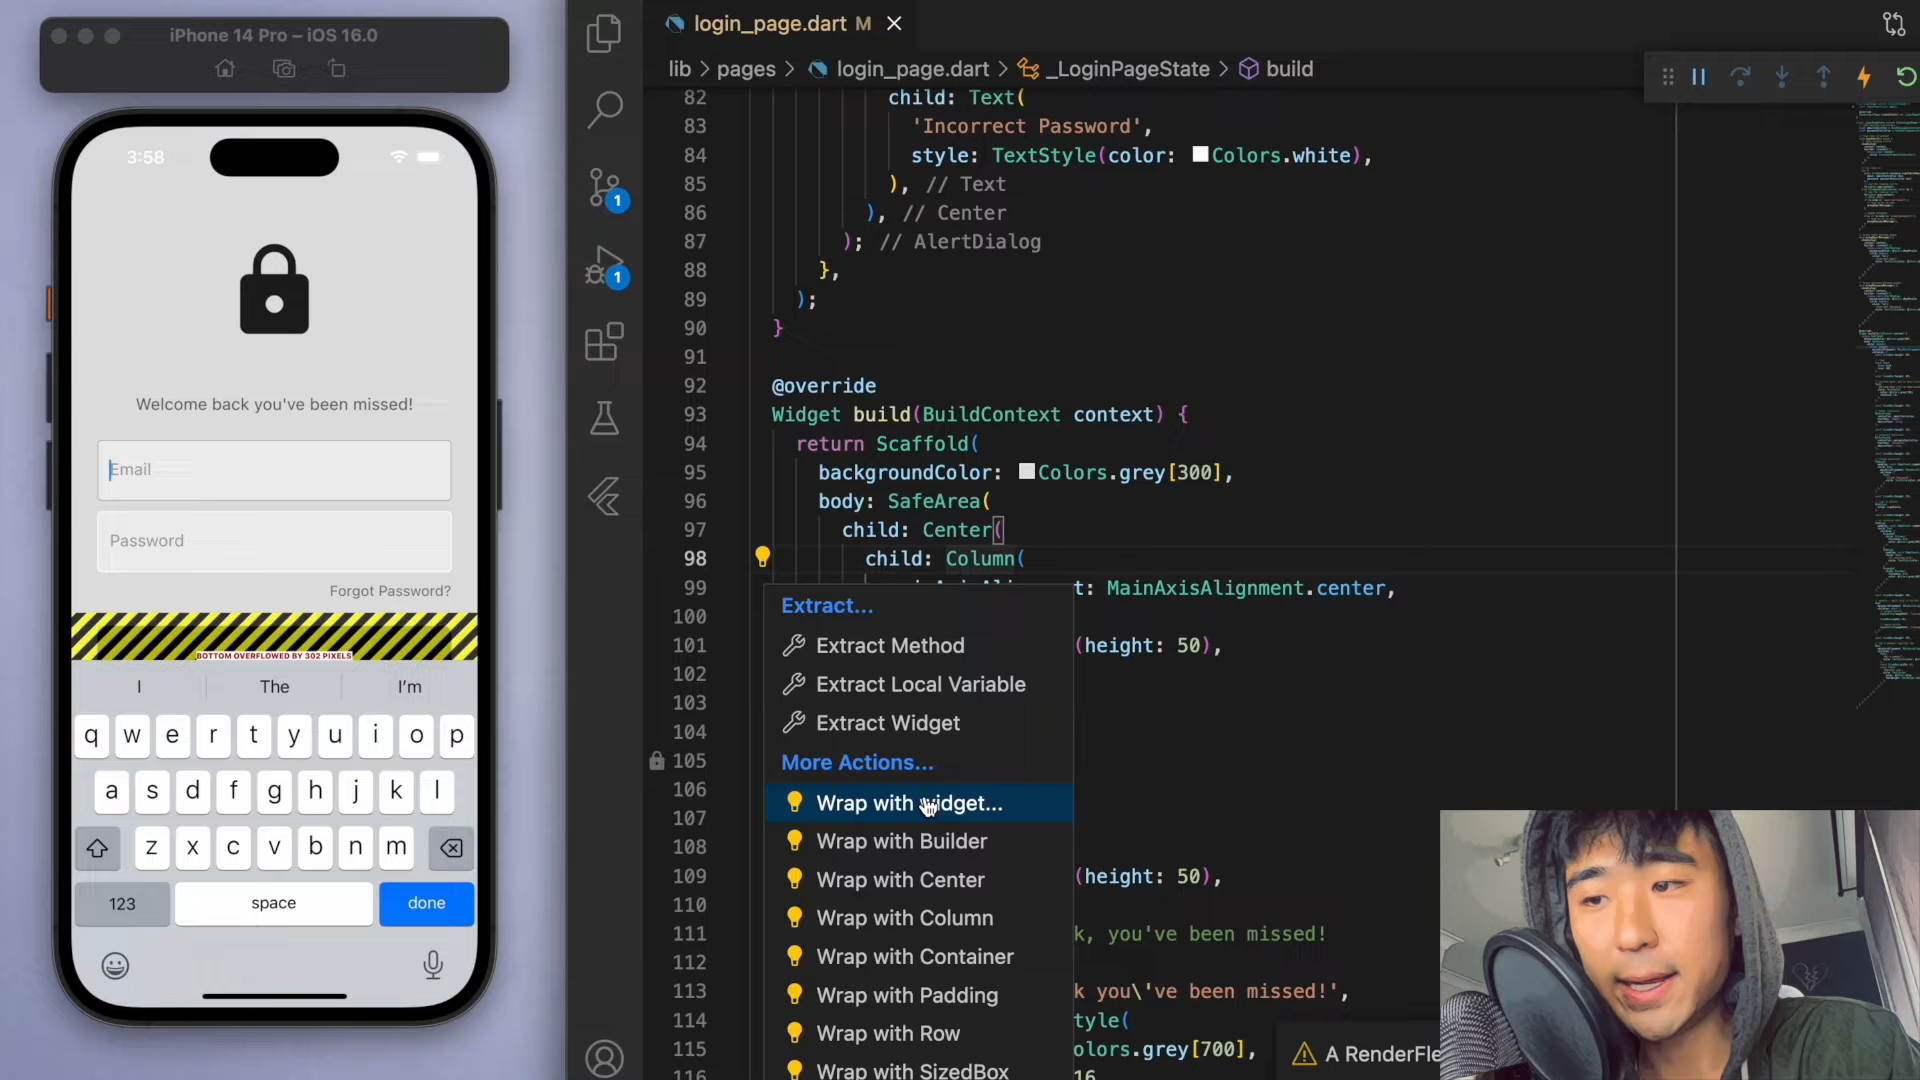 iPhone 14 Pro – iOS 16.0
3:58
Welcome back you've been missed!
Email
Password
Forgot Password?
BOTTOM OVERFLOWED BY 302 PIXELS
I The I'm
q w e r t y u i o p
a s d f g h j k l
z x c v b n m
123 space done
1
1
login_page.dart M
lib > pages > login_page.dart > _LoginPageState > build
82 child: Text(
83 'Incorrect Password',
84 style: TextStyle(color: Colors.white),
85 ), // Text
86 ), // Center
87 ); // AlertDialog
88 },
89 );
90 }
91
92 @override
93 Widget build(BuildContext context) {
94 return Scaffold(
95 backgroundColor: Colors.grey[300],
96 body: SafeArea(
97 child: Center(
98 child: Column(
99 t: MainAxisAlignment.center,
100
101 (height: 50),
102
103
104
105
106
107
108
109 (height: 50),
110
111 k, you've been missed!
112
113 k you\'ve been missed!',
114 tyle(
115 olors.grey[700],
116 16
Extract...
Extract Method
Extract Local Variable
Extract Widget
More Actions...
Wrap with widget...
Wrap with Builder
Wrap with Center
Wrap with Column
Wrap with Container
Wrap with Padding
Wrap with Row
Wrap with SizedBox
A RenderFle